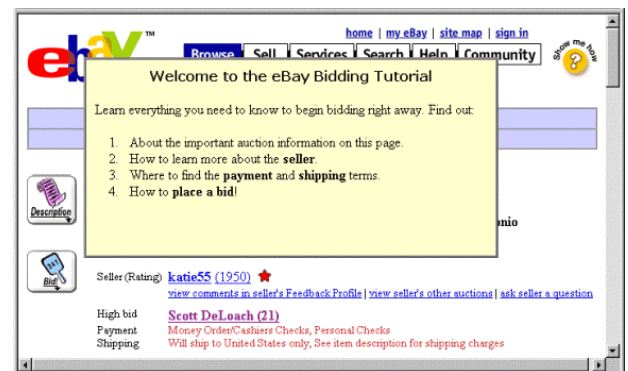 ebaY™
home | my eBay | site map | sign in
Browse Sell Services Search Help Community
show me how
Welcome to the eBay Bidding Tutorial
Learn everything you need to know to begin bidding right away. Find out:
1. About the important auction information on this page.
2. How to learn more about the seller.
3. Where to find the payment and shipping terms.
4. How to place a bid!
Description
onio
Bid!
Seller (Rating) katie55 (1950)
view comments in seller's Feedback Profile | view seller's other auctions | ask seller a question
High bid Scott DeLoach (21)
Payment Money Order/Cashiers Checks, Personal Checks
Shipping Will ship to United States only, See item description for shipping charges